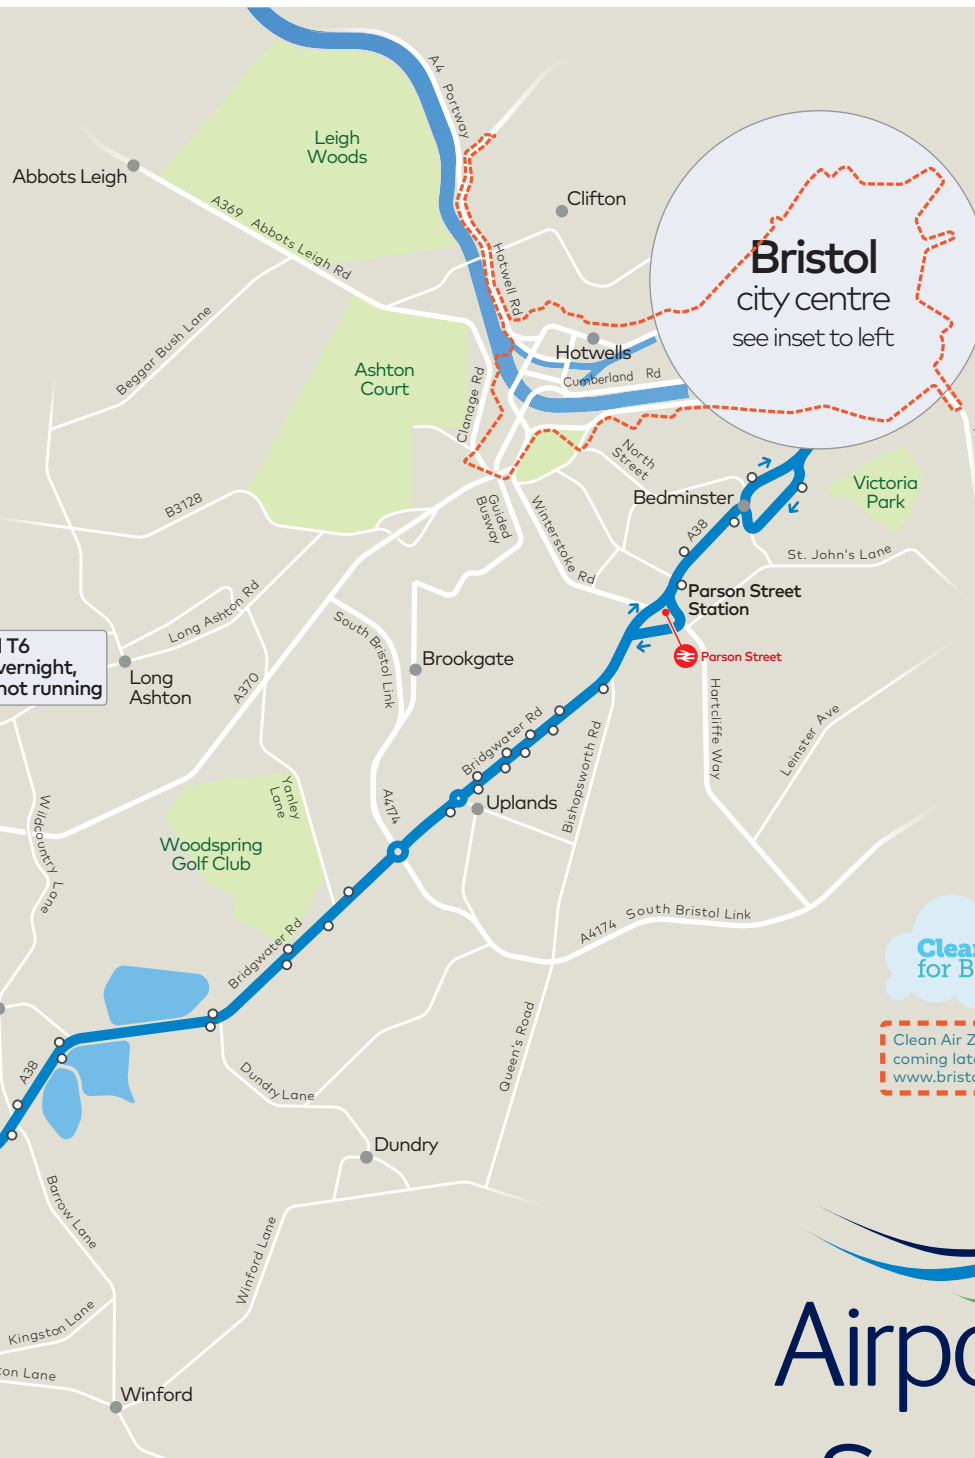 A4 Portway
Leigh
Woods
Abbots Leigh
Clifton
A369 Abbots Leigh Rd
Hotwell Rd
Bristol
city centre
see inset to left
Beggar Bush Lane
Hotwells
Ashton
Court
Cumberland Rd
Clanage Rd
North
Street
Victoria
Park
Bedminster
B3128
Guided
Busway
Winterstoke Rd
A38
St. John's Lane
Parson Street
Station
Long Ashton Rd
South Bristol Link
T6
vernight,
not running
Brookgate
Parson Street
Long
Ashton
A370
Hartcliffe Way
Leinster Ave
Bridgwater Rd
Bishopsworth Rd
Yanley
Lane
A4174
Uplands
Wildcountry Lane
Woodspring
Golf Club
A4174 South Bristol Link
Bridgwater Rd
Clea
for B
Queen's Road
Clean Air Z
coming lat
www.brist
A38
Dundry Lane
Dundry
Barrow Lane
Winford Lane
Kingston Lane
ton Lane
Airpo
Winford